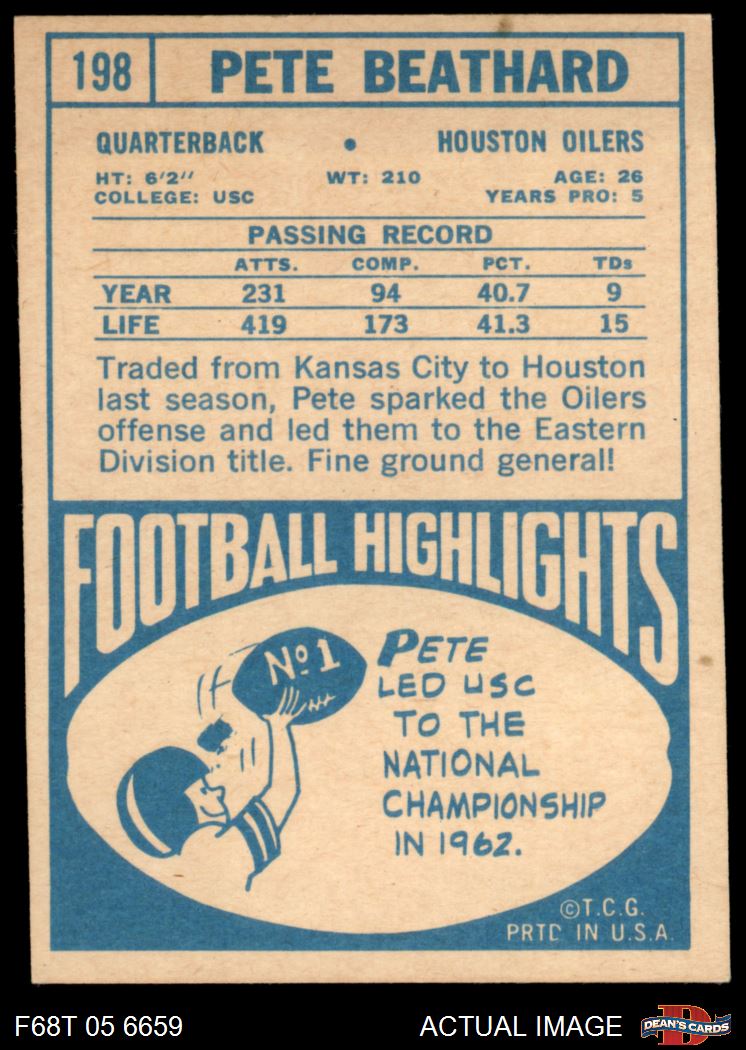 198 PETE BEATHARD
QUARTERBACK • HOUSTON OILERS
HT: 6'2" WT: 210 AGE: 26
COLLEGE: USC YEARS PRO: 5
PASSING RECORD
ATTS. COMP. PCT. TDs
YEAR 231 94 40.7 9
LIFE 419 173 41.3 15
Traded from Kansas City to Houston
last season, Pete sparked the Oilers
offense and led them to the Eastern
Division title. Fine ground general!
FOOTBALL HIGHLIGHTS
No 1
PETE
LED USC
TO THE
NATIONAL
CHAMPIONSHIP
IN 1962.
©T.C.G.
PRTD IN U.S.A.
F68T 05 6659 ACTUAL IMAGE D DEAN'S CARDS